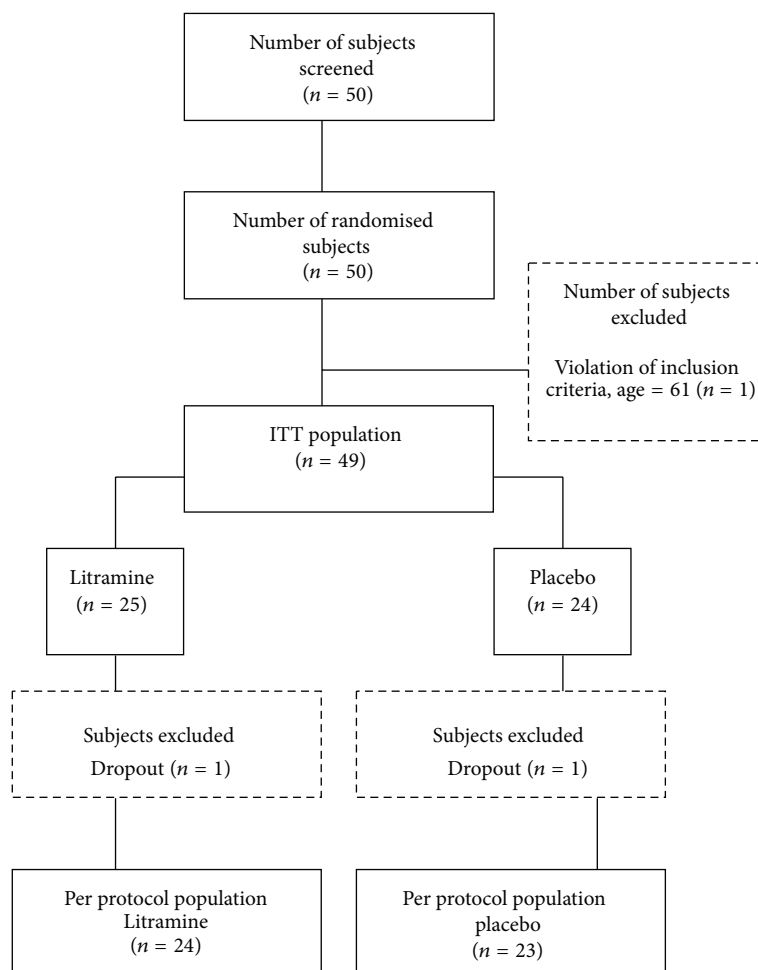 Number of subjects
screened
(n = 50)
Number of randomised
subjects
(n = 50)
Number of subjects
excluded
Violation of inclusion
criteria, age = 61 (n = 1)
ITT population
(n = 49)
Litramine
(n = 25)
Placebo
(n = 24)
Subjects excluded
Dropout (n = 1)
Subjects excluded
Dropout (n = 1)
Per protocol population
Litramine
(n = 24)
Per protocol population
placebo
(n = 23)